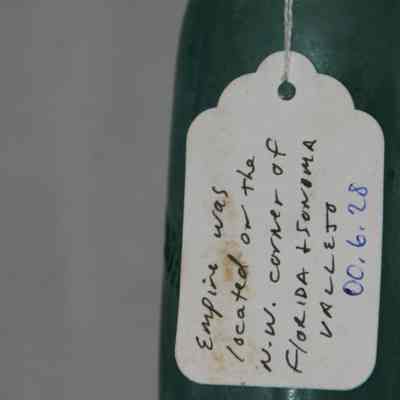 Empire was
located on the
N.W. corner of
Florida + Sonoma
Vallejo
00.6.28